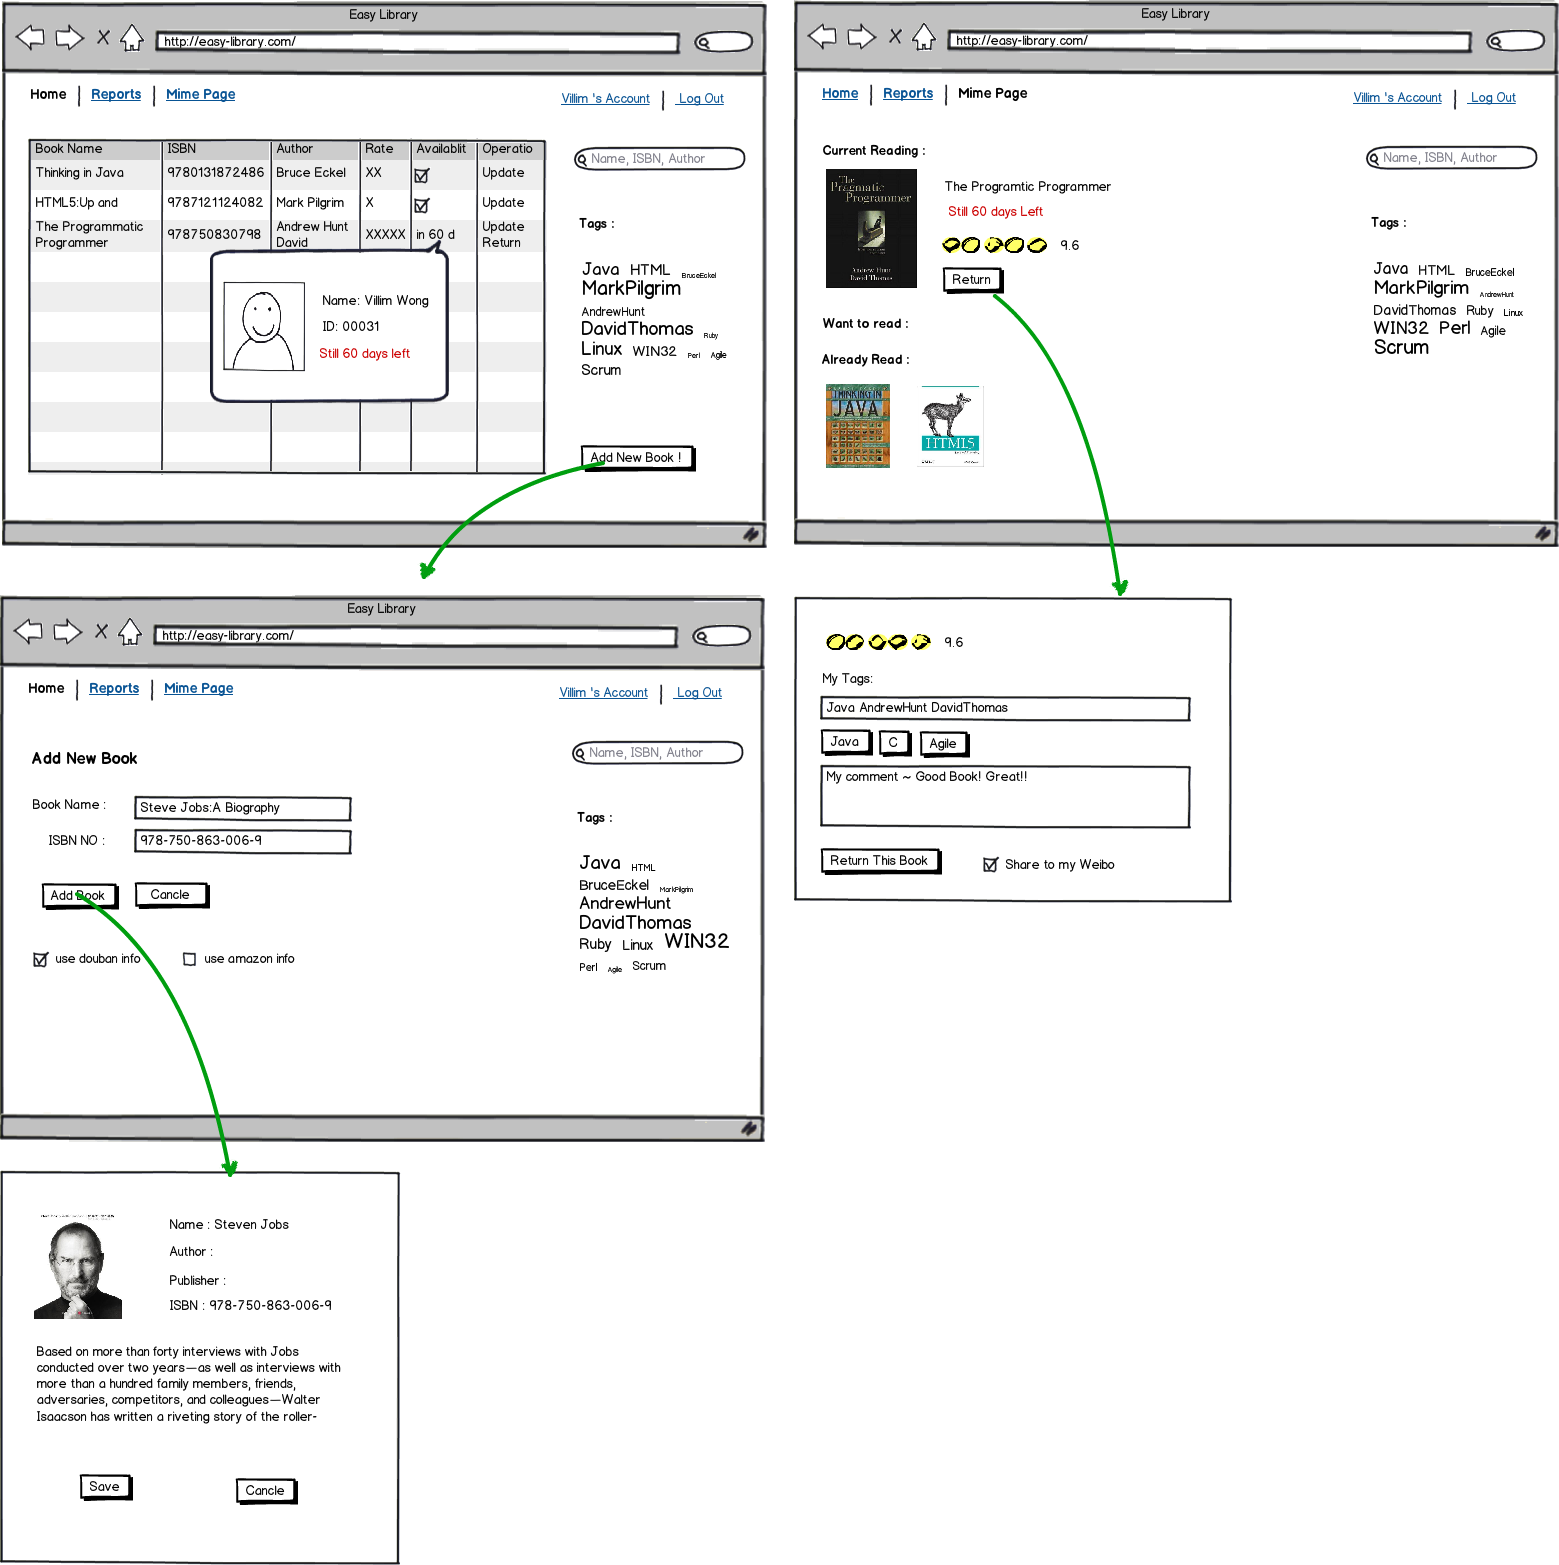 Easy Library
http://easy-library.com/
Home Reports Mime Page Villim 's Account Log Out
Book Name ISBN Author Rate Availablit Operatio
Thinking in Java 9780131872486 Bruce Eckel XX Update
HTML5:Up and 9787121124082 Mark Pilgrim X Update
The Programmatic Programmer 978750830798 Andrew Hunt David XXXXX in 60 d Update Return
Name: Villim Wong
ID: 00031
Still 60 days left
Name, ISBN, Author
Tags :
Java HTML BruceEckel
MarkPilgrim
AndrewHunt
DavidThomas Ruby
Linux WIN32 Perl Agile
Scrum
Add New Book !
Easy Library
http://easy-library.com/
Home Reports Mime Page Villim 's Account Log Out
Current Reading :
The Pragmatic Programmer
Andrew Hunt
David Thomas
The Programtic Programmer
Still 60 days Left
9.6
Return
Want to read :
Already Read :
THINKING IN
JAVA
HTML5
Name, ISBN, Author
Tags :
Java HTML BruceEckel
MarkPilgrim AndrewHunt
DavidThomas Ruby Linux
WIN32 Perl Agile
Scrum
Easy Library
http://easy-library.com/
Home Reports Mime Page Villim 's Account Log Out
Add New Book
Book Name : Steve Jobs:A Biography
ISBN NO : 978-750-863-006-9
Add Book Cancle
use douban info use amazon info
Name, ISBN, Author
Tags :
Java HTML
BruceEckel MarkPilgrim
AndrewHunt
DavidThomas
Ruby Linux WIN32
Perl Agile Scrum
9.6
My Tags:
Java AndrewHunt DavidThomas
Java C Agile
My comment ~ Good Book! Great!!
Return This Book Share to my Weibo
Name : Steven Jobs
Author :
Publisher :
ISBN : 978-750-863-006-9
Based on more than forty interviews with Jobs
conducted over two years—as well as interviews with
more than a hundred family members, friends,
adversaries, competitors, and colleagues—Walter
Isaacson has written a riveting story of the roller-
Save Cancle